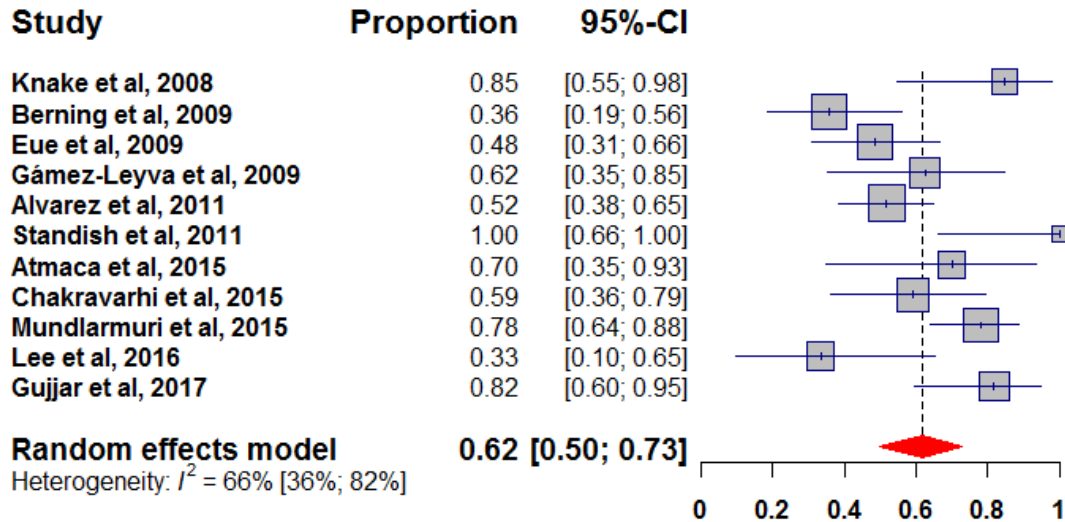 Study Proportion 95%-CI
Knake et al, 2008 0.85 [0.55; 0.98]
Berning et al, 2009 0.36 [0.19; 0.56]
Eue et al, 2009 0.48 [0.31; 0.66]
Gámez-Leyva et al, 2009 0.62 [0.35; 0.85]
Alvarez et al, 2011 0.52 [0.38; 0.65]
Standish et al, 2011 1.00 [0.66; 1.00]
Atmaca et al, 2015 0.70 [0.35; 0.93]
Chakravarhi et al, 2015 0.59 [0.36; 0.79]
Mundlarmuri et al, 2015 0.78 [0.64; 0.88]
Lee et al, 2016 0.33 [0.10; 0.65]
Gujjar et al, 2017 0.82 [0.60; 0.95]
Random effects model 0.62 [0.50; 0.73]
Heterogeneity: I² = 66% [36%; 82%]
0 0.2 0.4 0.6 0.8 1